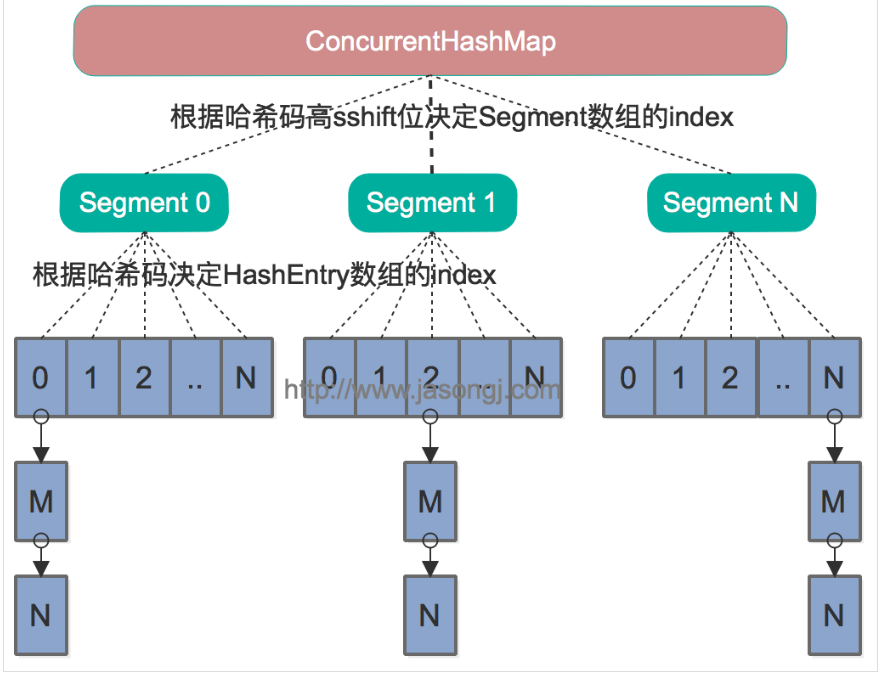 ConcurrentHashMap
根据哈希码高sshift位决定Segment数组的index
Segment 0
Segment 1
Segment N
根据哈希码决定HashEntry数组的index
0 1 2 .. N
0 1 2 .. N
0 1 2 .. N
http://www.jasongj.com
M
M
M
N
N
N